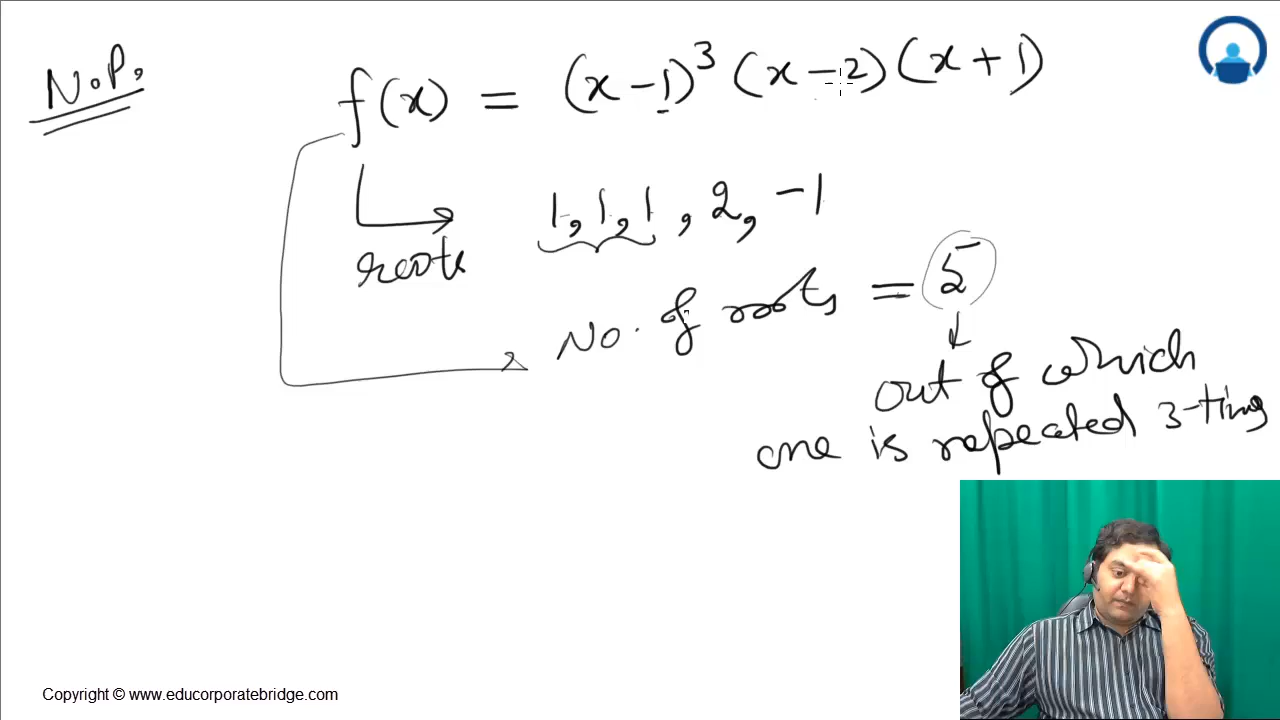 N.P.
f(x) = (x-1)³ (x-2) (x+1)
1, 1, 1, 2, -1
roots
No. of roots = 5
out of which
one is repeated 3-times
Copyright © www.educorporatebridge.com